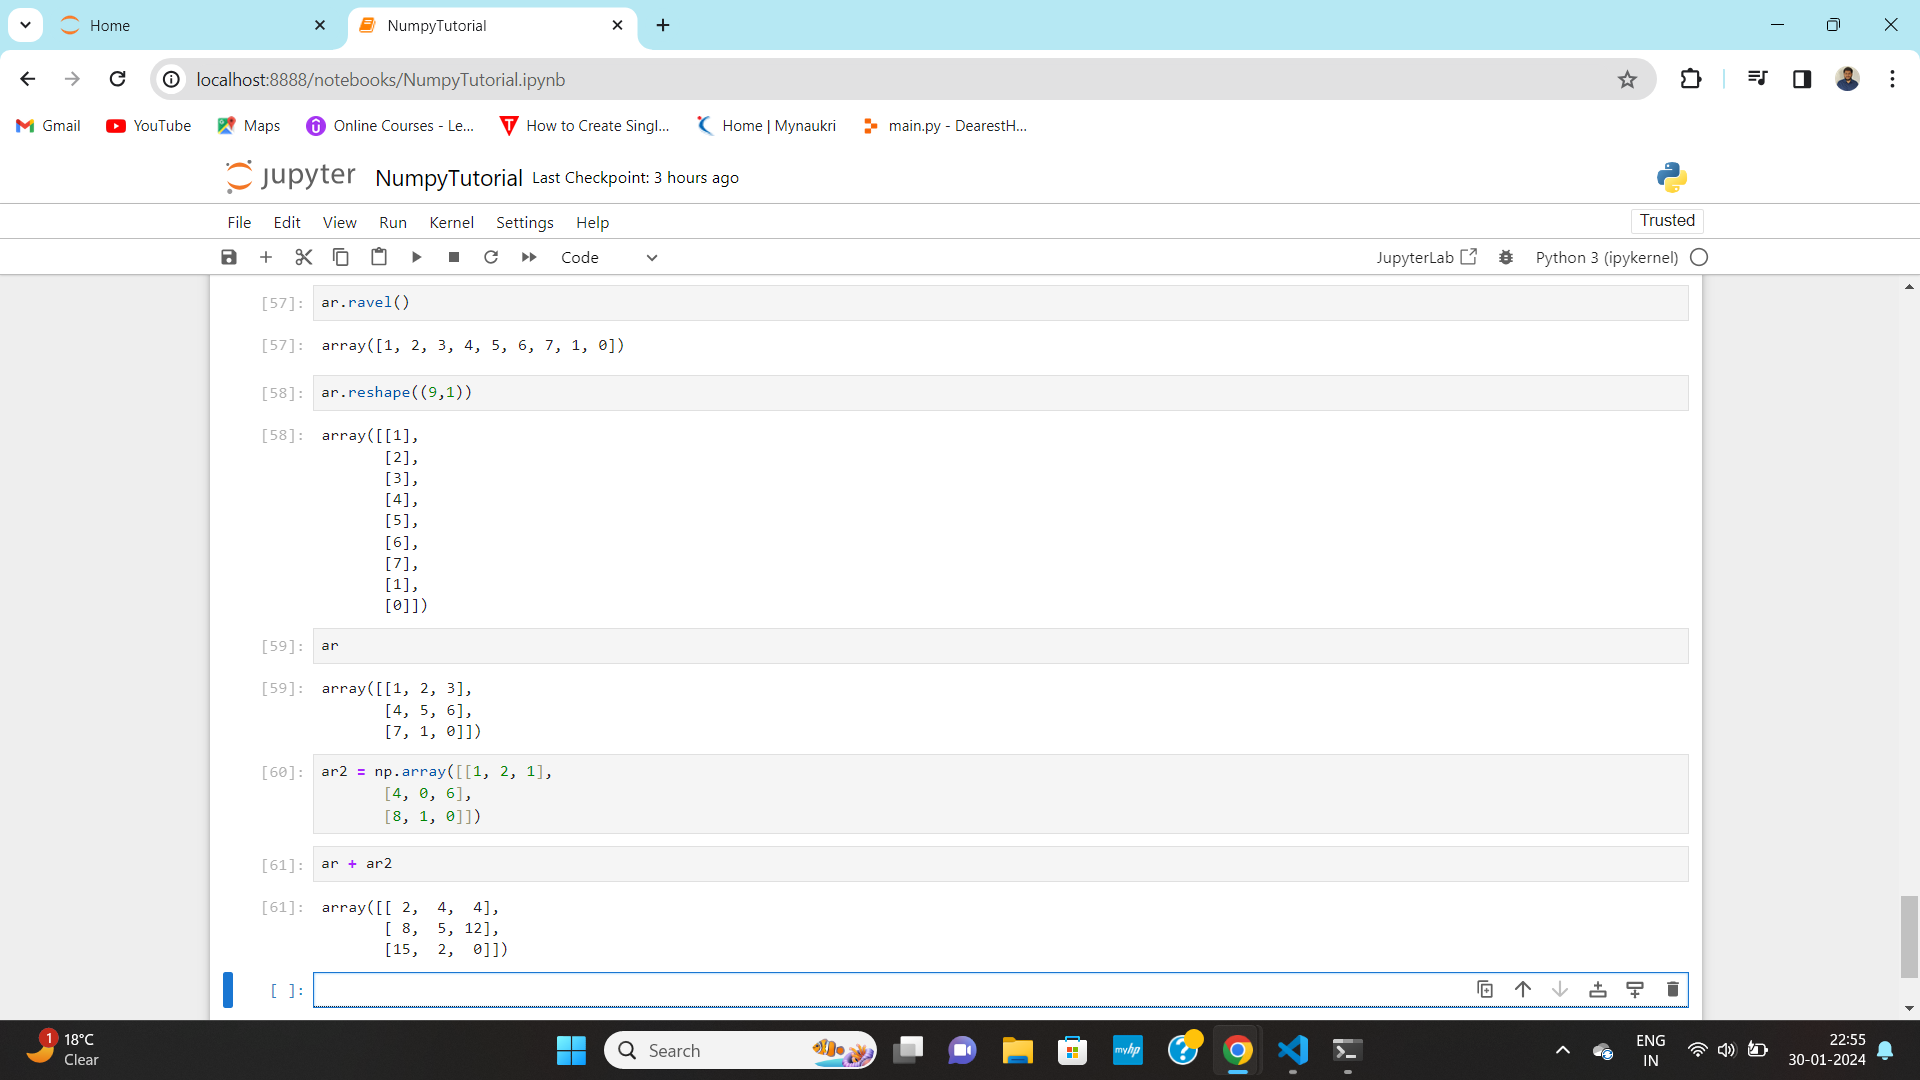 Home
NumpyTutorial
localhost:8888/notebooks/NumpyTutorial.ipynb
Gmail
YouTube
Maps
Online Courses - Le...
How to Create Singl...
Home | Mynaukri
main.py - DearestH...
jupyter NumpyTutorial Last Checkpoint: 3 hours ago
File Edit View Run Kernel Settings Help
Trusted
Code
JupyterLab
Python 3 (ipykernel)
[57]: ar.ravel()
[57]: array([1, 2, 3, 4, 5, 6, 7, 1, 0])
[58]: ar.reshape((9,1))
[58]: array([[1],
       [2],
       [3],
       [4],
       [5],
       [6],
       [7],
       [1],
       [0]])
[59]: ar
[59]: array([[1, 2, 3],
       [4, 5, 6],
       [7, 1, 0]])
[60]: ar2 = np.array([[1, 2, 1],
       [4, 0, 6],
       [8, 1, 0]])
[61]: ar + ar2
[61]: array([[ 2,  4,  4],
       [ 8,  5, 12],
       [15,  2,  0]])
[ ]:
1
18°C
Clear
Search
myhp
ENG
IN
22:55
30-01-2024